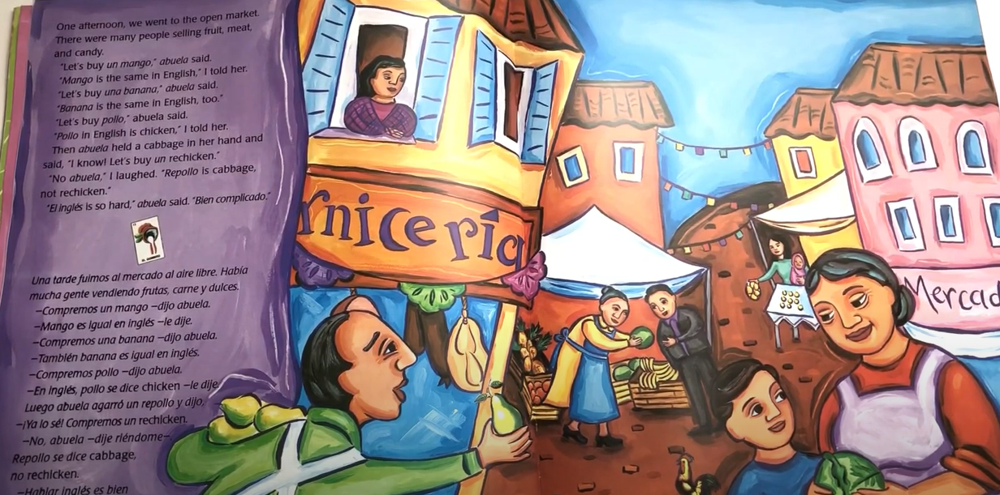 One afternoon, we went to the open market.
There were many people selling fruit, meat,
and candy.
"Let's buy un mango," abuela said.
"Mango is the same in English," I told her.
"Let's buy una banana," abuela said.
"Banana is the same in English, too."
"Let's buy pollo," abuela said.
"Pollo in English is chicken," I told her.
Then abuela held a cabbage in her hand and
said, "I know! Let's buy un rechicken."
"No abuela," I laughed. "Repollo is cabbage,
not rechicken."
"El inglés is so hard," abuela said. "Bien complicado."
Una tarde fuimos al mercado al aire libre. Había
mucha gente vendiendo frutas, carne y dulces.
—Compremos un mango —dijo abuela.
—Mango es igual en inglés —le dije.
—Compremos una banana —dijo abuela.
—También banana es igual en inglés.
—Compremos pollo —dijo abuela.
—En inglés, pollo se dice chicken —le dije.
Luego abuela agarró un repollo y dijo,
—¡Ya lo sé! Compremos un rechicken.
—No, abuela —dije riéndome—.
Repollo se dice cabbage,
no rechicken.
—Hablar inglés es bien
rnicería
Mercad